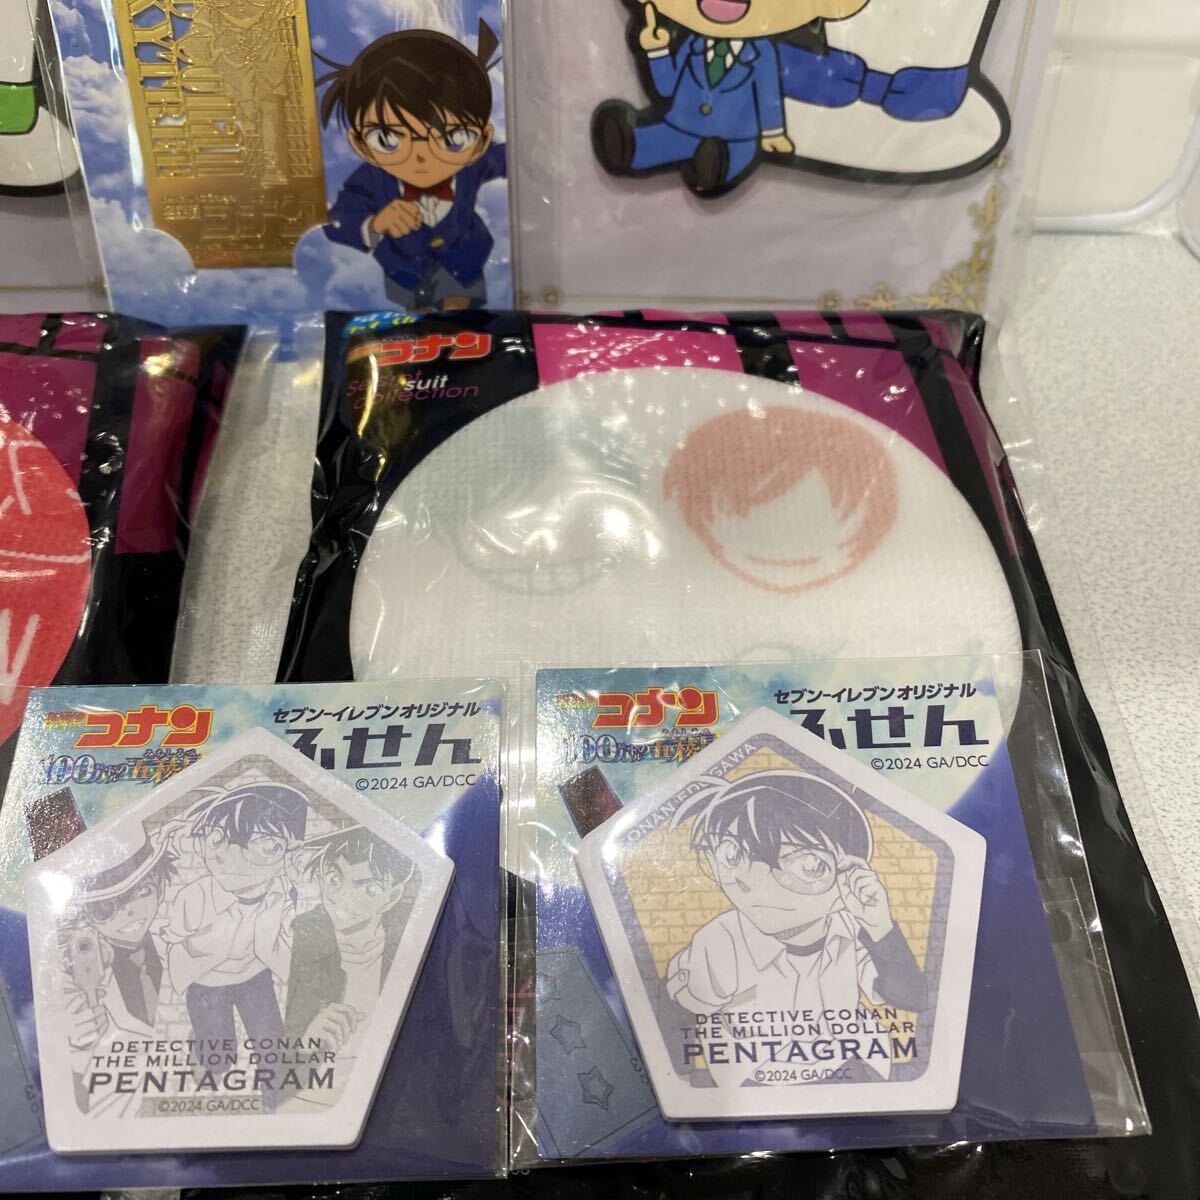 コナン
secret
suit
collection
コナン
セブン-イレブンオリジナル
ふせん
©2024 GA/DCC
DETECTIVE CONAN
THE MILLION DOLLAR
PENTAGRAM
©2024 GA/DCC
コナン
セブン-イレブンオリジナル
ふせん
©2024 GA/DCC
CONAN EDOGAWA
DETECTIVE CONAN
THE MILLION DOLLAR
PENTAGRAM
©2024 GA/DCC